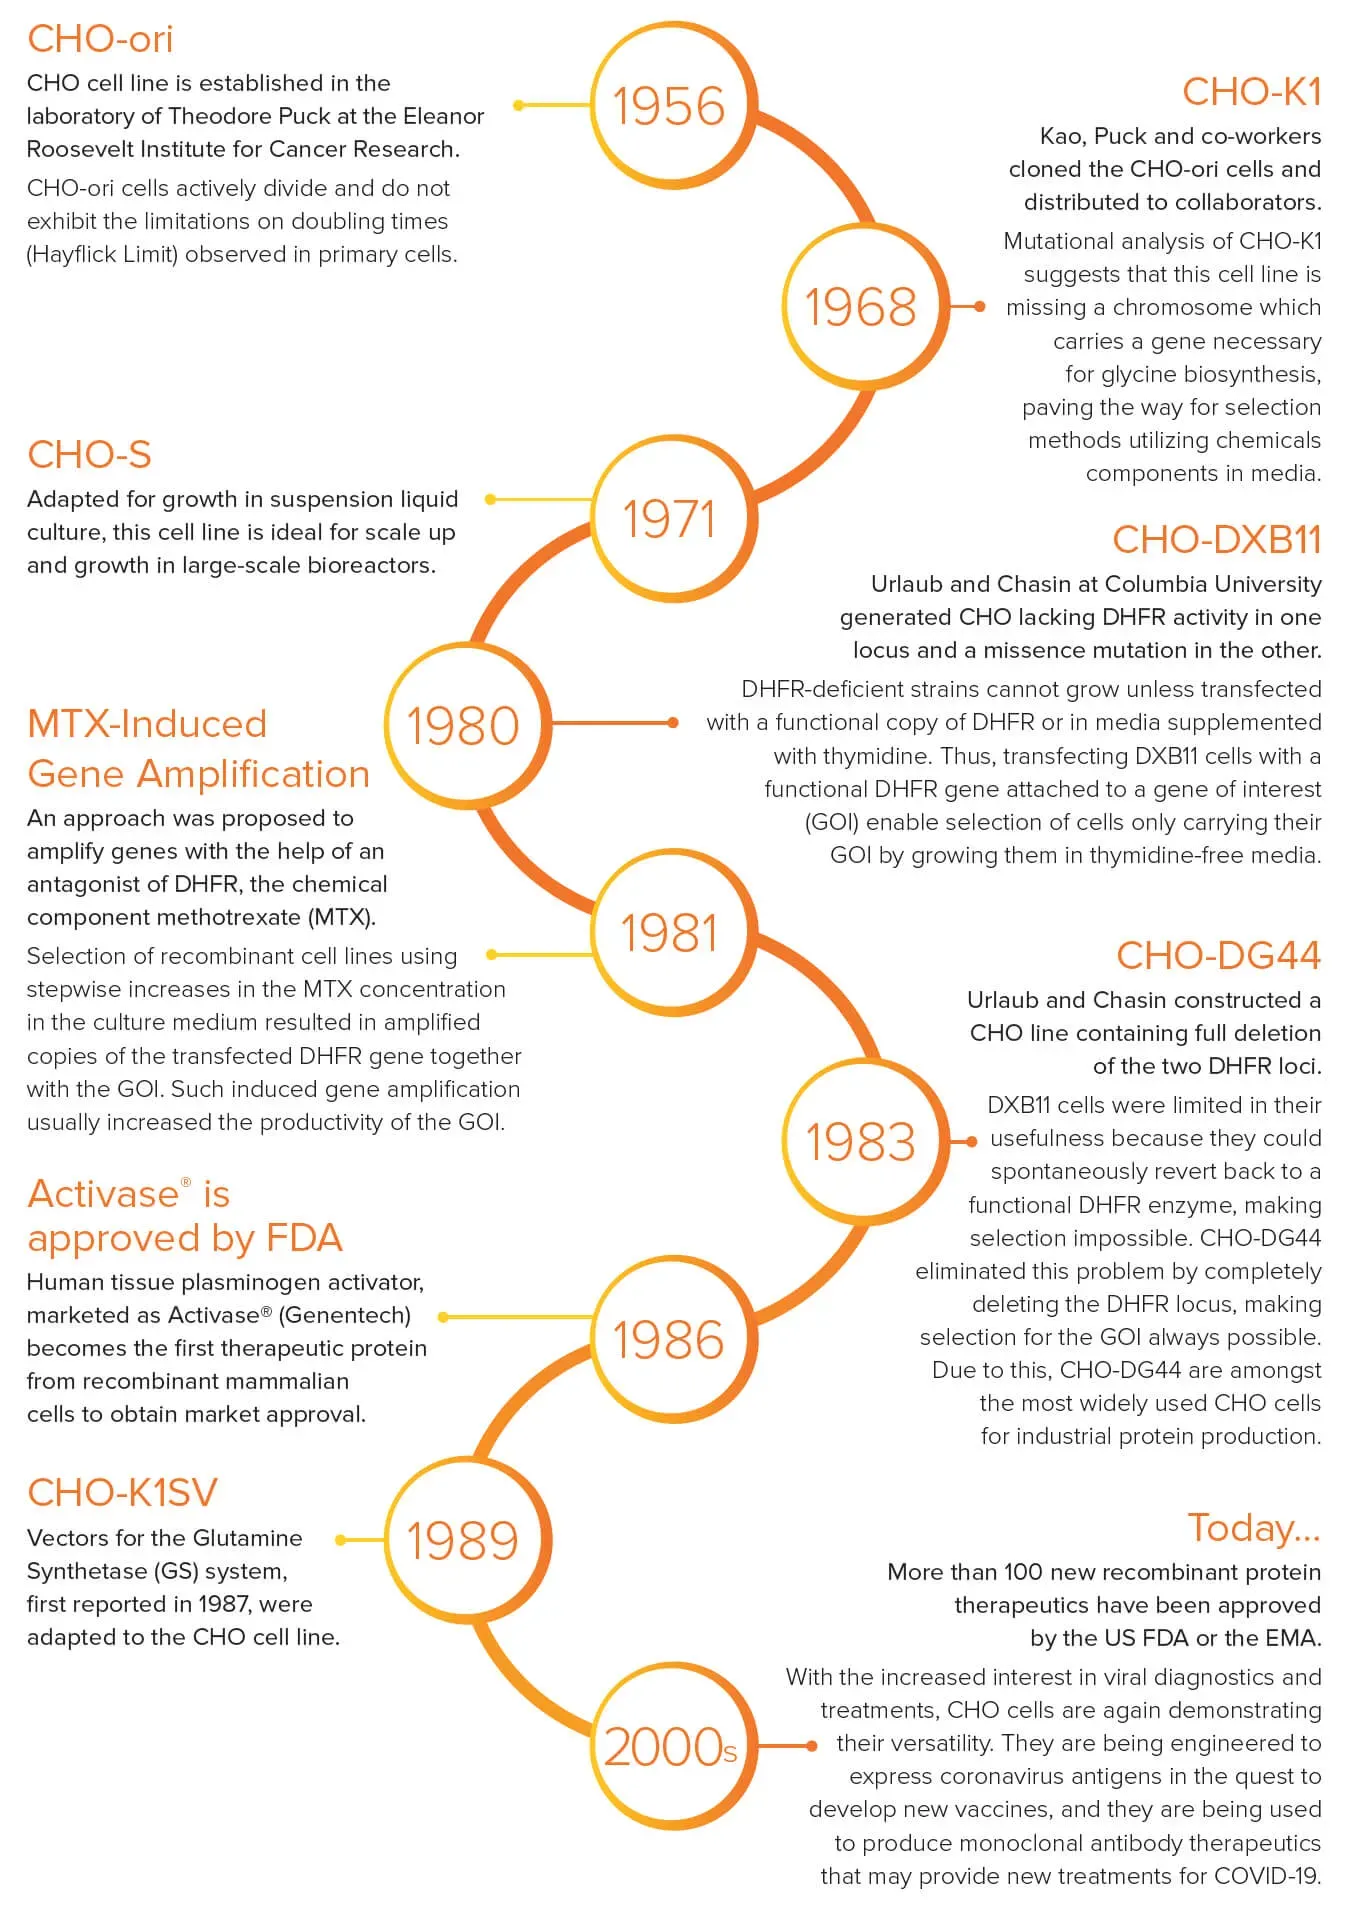 CHO-ori
CHO cell line is established in the
laboratory of Theodore Puck at the Eleanor
Roosevelt Institute for Cancer Research.
CHO-ori cells actively divide and do not
exhibit the limitations on doubling times
(Hayflick Limit) observed in primary cells.
1956
CHO-K1
Kao, Puck and co-workers
cloned the CHO-ori cells and
distributed to collaborators.
Mutational analysis of CHO-K1
suggests that this cell line is
missing a chromosome which
carries a gene necessary
for glycine biosynthesis,
paving the way for selection
methods utilizing chemicals
components in media.
1968
CHO-S
Adapted for growth in suspension liquid
culture, this cell line is ideal for scale up
and growth in large-scale bioreactors.
1971
CHO-DXB11
Urlaub and Chasin at Columbia University
generated CHO lacking DHFR activity in one
locus and a missence mutation in the other.
DHFR-deficient strains cannot grow unless transfected
with a functional copy of DHFR or in media supplemented
with thymidine. Thus, transfecting DXB11 cells with a
functional DHFR gene attached to a gene of interest
(GOI) enable selection of cells only carrying their
GOI by growing them in thymidine-free media.
1980
MTX-Induced
Gene Amplification
An approach was proposed to
amplify genes with the help of an
antagonist of DHFR, the chemical
component methotrexate (MTX).
Selection of recombinant cell lines using
stepwise increases in the MTX concentration
in the culture medium resulted in amplified
copies of the transfected DHFR gene together
with the GOI. Such induced gene amplification
usually increased the productivity of the GOI.
1981
CHO-DG44
Urlaub and Chasin constructed a
CHO line containing full deletion
of the two DHFR loci.
DXB11 cells were limited in their
usefulness because they could
spontaneously revert back to a
functional DHFR enzyme, making
selection impossible. CHO-DG44
eliminated this problem by completely
deleting the DHFR locus, making
selection for the GOI always possible.
Due to this, CHO-DG44 are amongst
the most widely used CHO cells
for industrial protein production.
1983
Activase® is
approved by FDA
Human tissue plasminogen activator,
marketed as Activase® (Genentech)
becomes the first therapeutic protein
from recombinant mammalian
cells to obtain market approval.
1986
CHO-K1SV
Vectors for the Glutamine
Synthetase (GS) system,
first reported in 1987, were
adapted to the CHO cell line.
1989
Today...
More than 100 new recombinant protein
therapeutics have been approved
by the US FDA or the EMA.
With the increased interest in viral diagnostics and
treatments, CHO cells are again demonstrating
their versatility. They are being engineered to
express coronavirus antigens in the quest to
develop new vaccines, and they are being used
to produce monoclonal antibody therapeutics
that may provide new treatments for COVID-19.
2000s